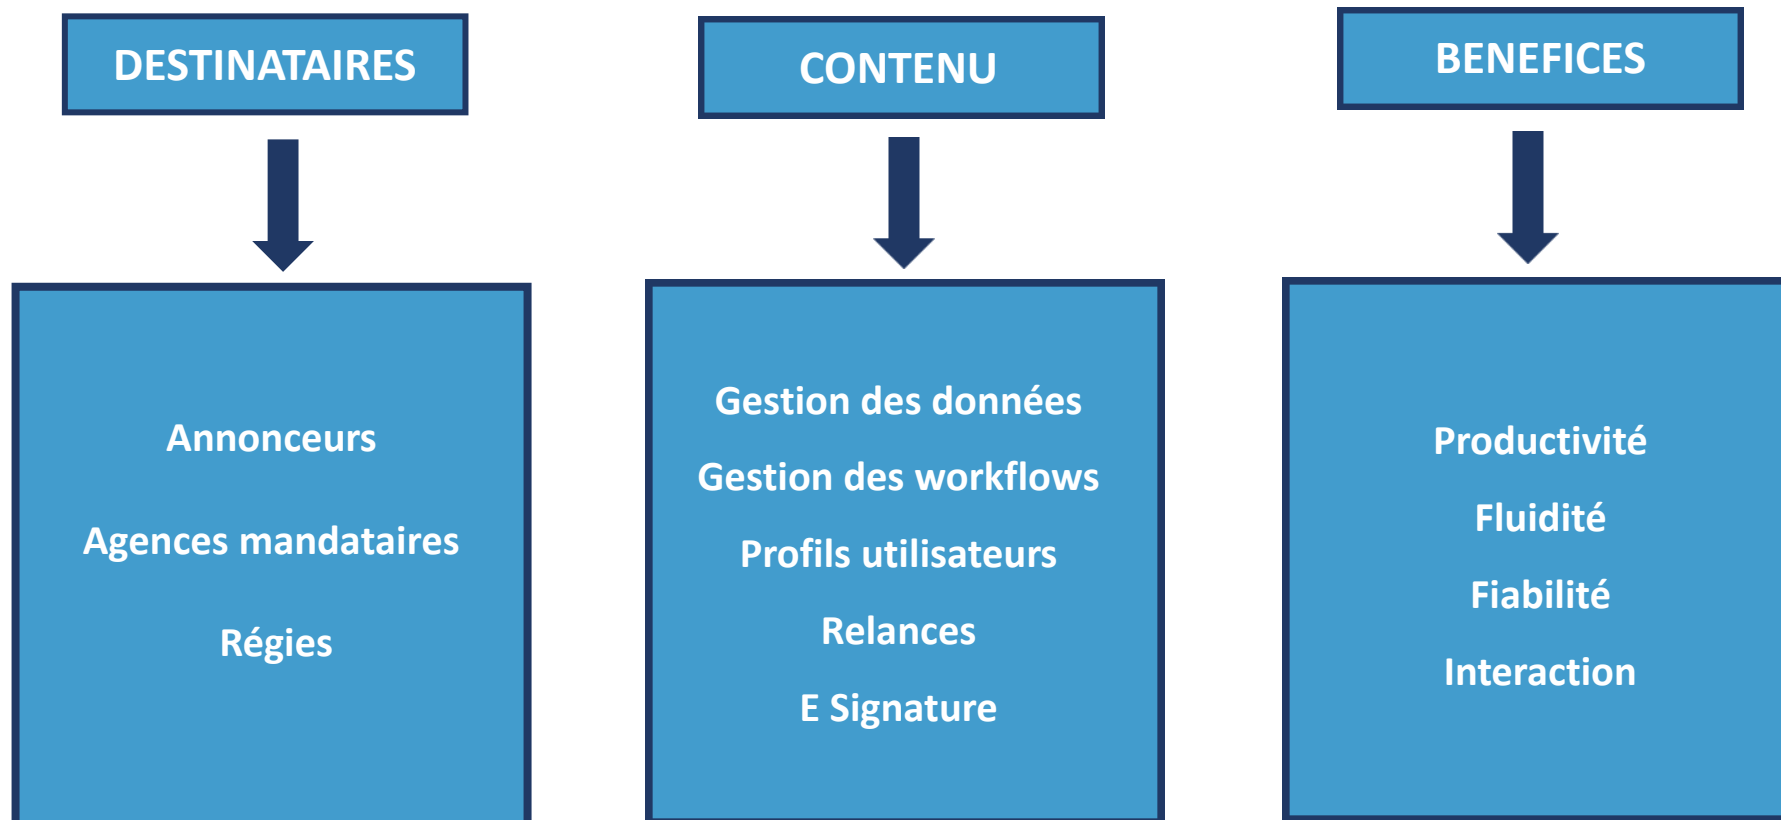 DESTINATAIRES
Annonceurs
Agences mandataires
Régies
CONTENU
Gestion des données
Gestion des workflows
Profils utilisateurs
Relances
E Signature
BENEFICES
Productivité
Fluidité
Fiabilité
Interaction